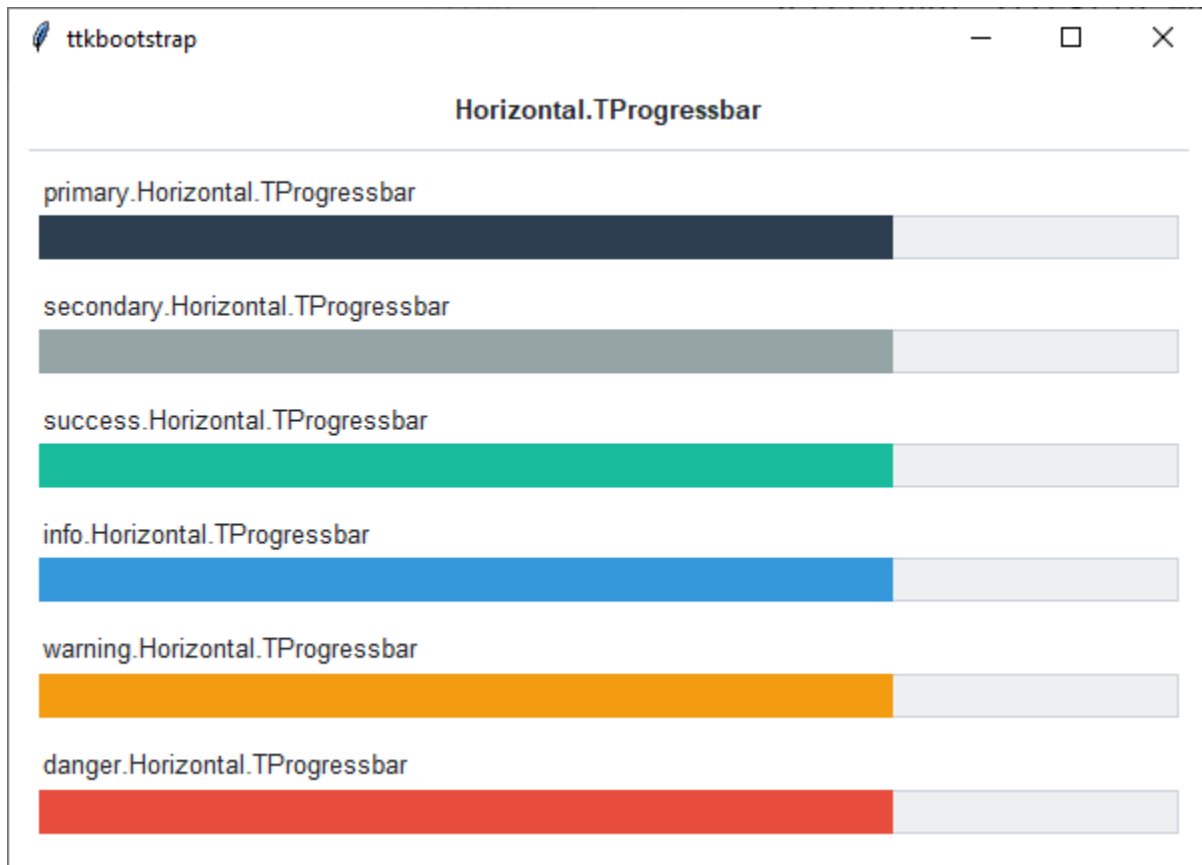 ttkbootstrap
Horizontal.TProgressbar
primary.Horizontal.TProgressbar
secondary.Horizontal.TProgressbar
success.Horizontal.TProgressbar
info.Horizontal.TProgressbar
warning.Horizontal.TProgressbar
danger.Horizontal.TProgressbar